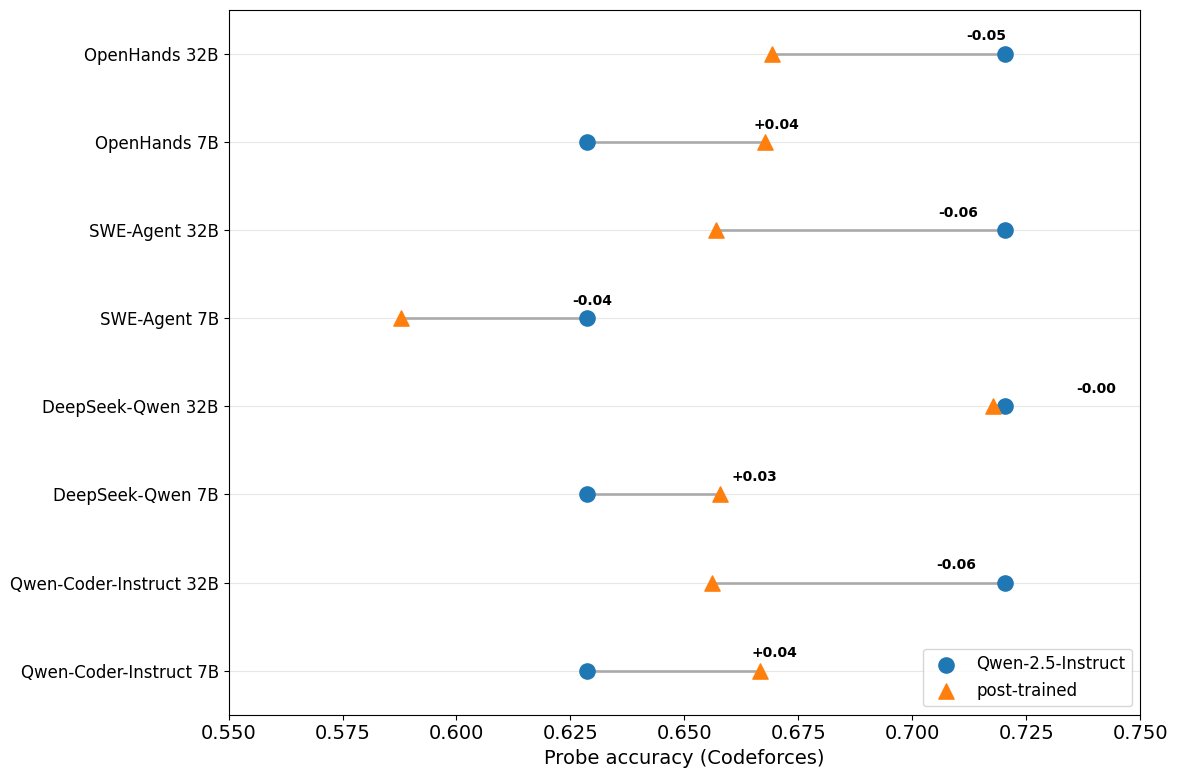 OpenHands 32B
-0.05
OpenHands 7B
+0.04
SWE-Agent 32B
-0.06
SWE-Agent 7B
-0.04
DeepSeek-Qwen 32B
-0.00
DeepSeek-Qwen 7B
+0.03
Qwen-Coder-Instruct 32B
-0.06
Qwen-Coder-Instruct 7B
+0.04
Qwen-2.5-Instruct
post-trained
0.550 0.575 0.600 0.625 0.650 0.675 0.700 0.725 0.750
Probe accuracy (Codeforces)